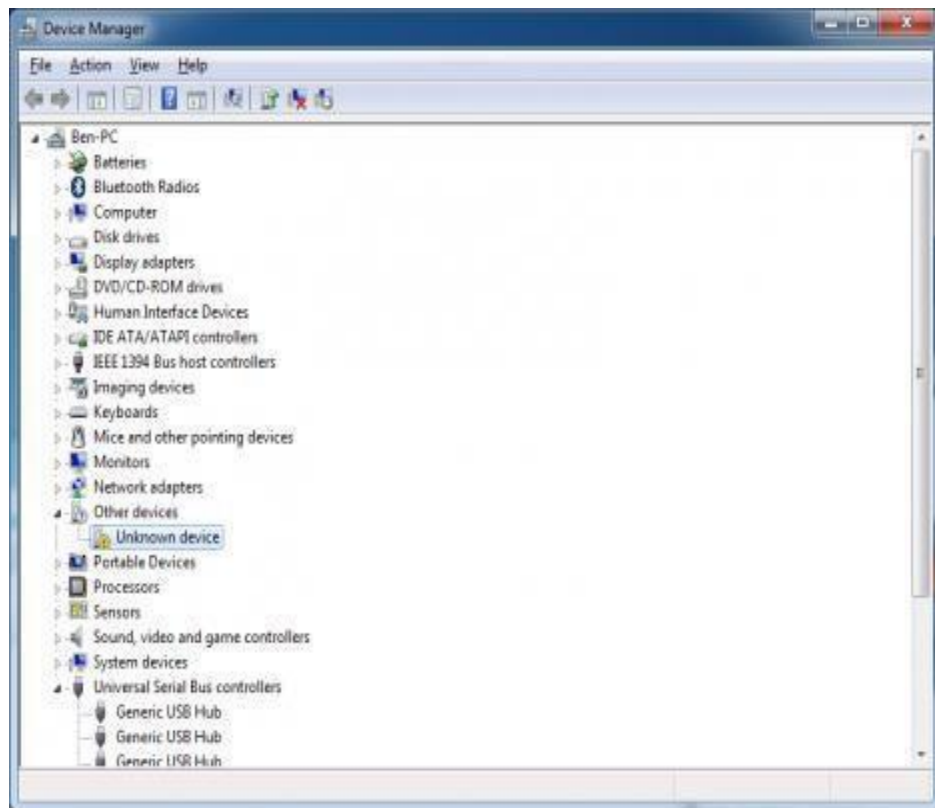 Device Manager
File Action View Help
Ben-PC
Batteries
Bluetooth Radios
Computer
Disk drives
Display adapters
DVD/CD-ROM drives
Human Interface Devices
IDE ATA/ATAPI controllers
IEEE 1394 Bus host controllers
Imaging devices
Keyboards
Mice and other pointing devices
Monitors
Network adapters
Other devices
Unknown device
Portable Devices
Processors
Sensors
Sound, video and game controllers
System devices
Universal Serial Bus controllers
Generic USB Hub
Generic USB Hub
Generic USB Hub